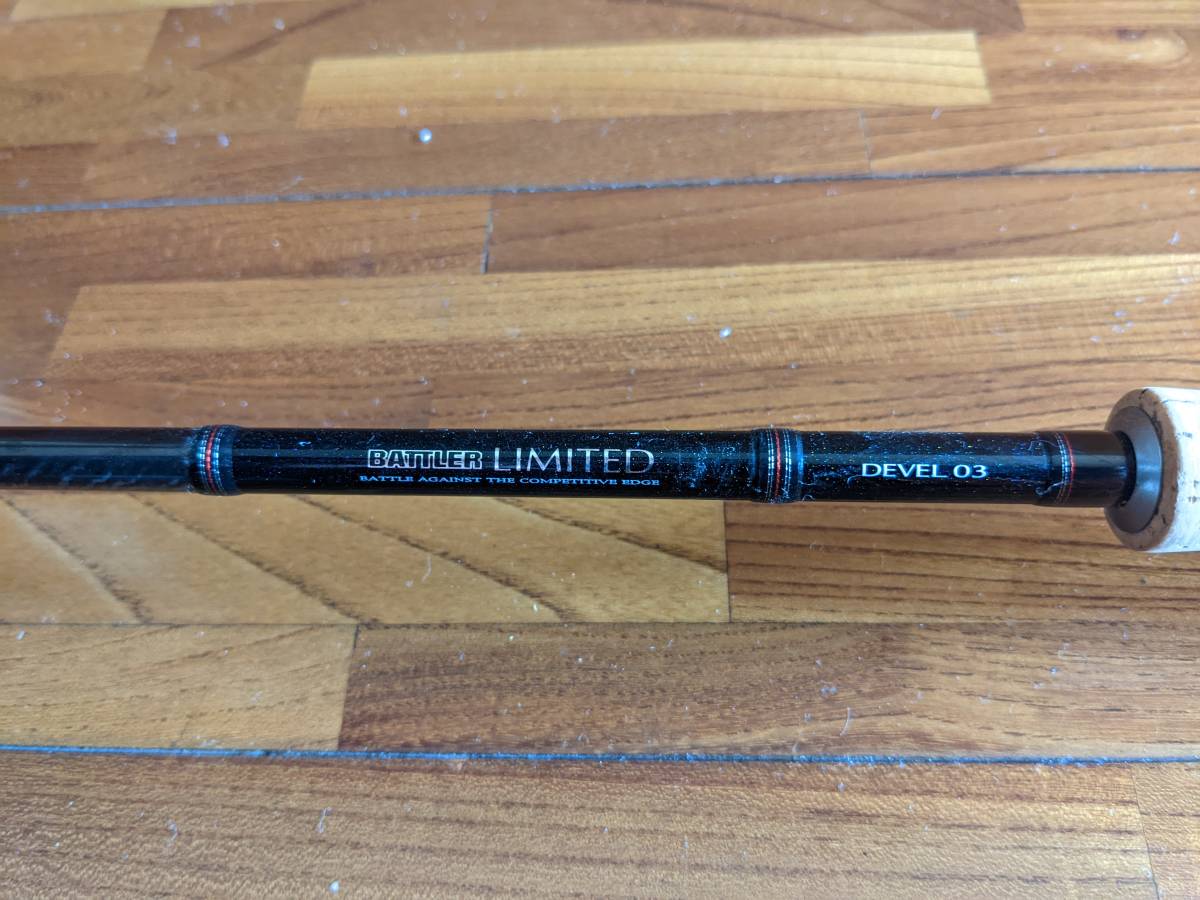 BATTLER LIMITED
BATTLE AGAINST THE COMPETITIVE EDGE
DEVEL 03